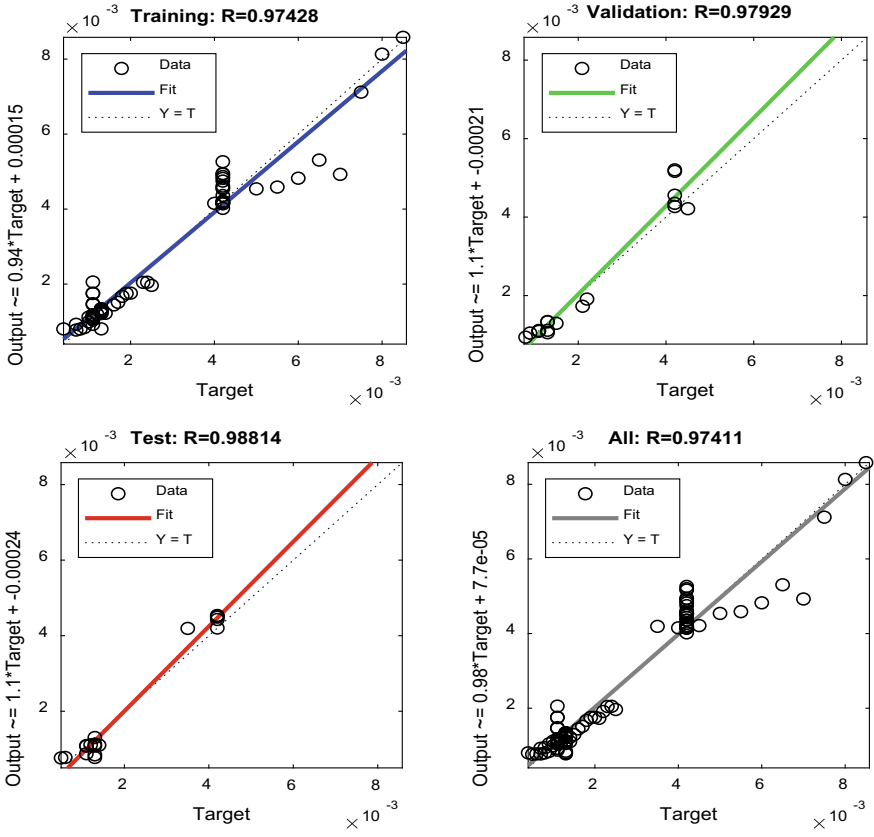 × 10 -3
Training: R=0.97428
Data
Fit
Y = T
8
6
4
2
Output ~= 0.94*Target + 0.00015
2
4
6
8
Target
× 10 -3
× 10 -3
Validation: R=0.97929
Data
Fit
Y = T
8
6
4
2
Output ~= 1.1*Target + -0.00021
2
4
6
8
Target
× 10 -3
× 10 -3
Test: R=0.98814
Data
Fit
Y = T
8
6
4
2
Output ~= 1.1*Target + -0.00024
2
4
6
8
Target
× 10 -3
× 10 -3
All: R=0.97411
Data
Fit
Y = T
8
6
4
2
Output ~= 0.98*Target + 7.7e-05
2
4
6
8
Target
× 10 -3